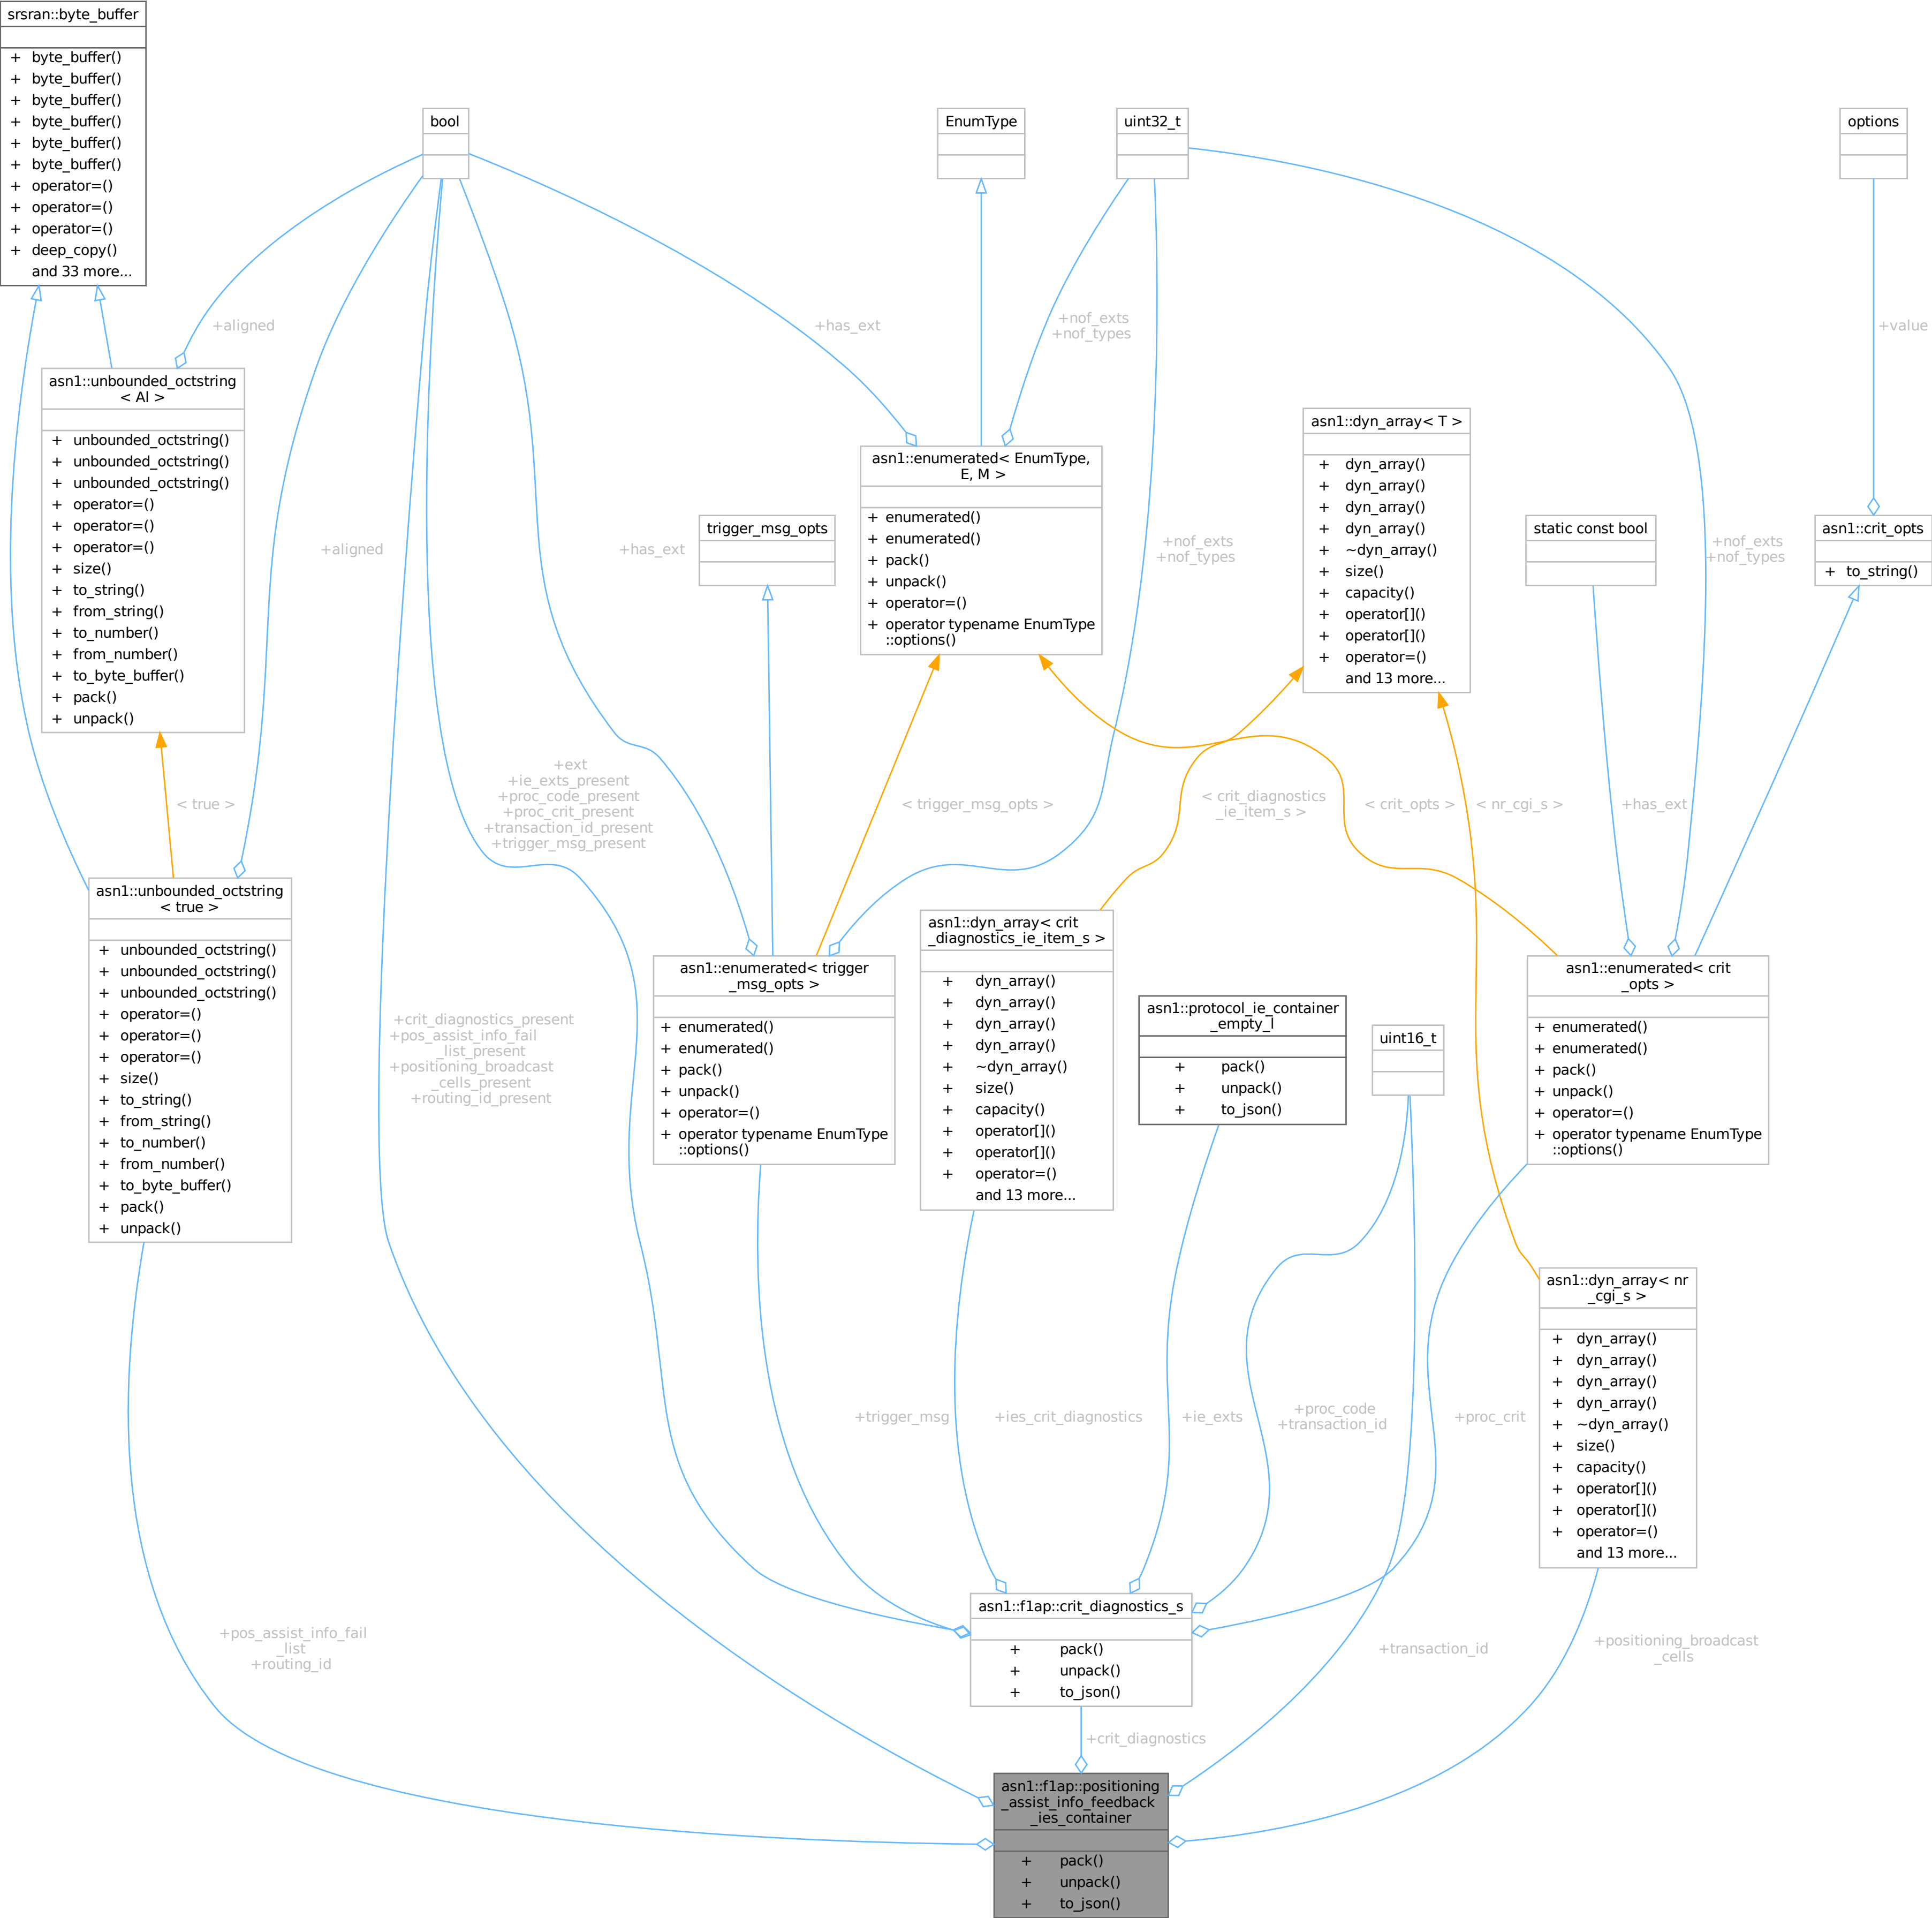 srsran::byte_buffer
+ byte_buffer()
+ byte_buffer()
+ byte_buffer()
+ byte_buffer()
+ byte_buffer()
+ byte_buffer()
+ operator=()
+ operator=()
+ operator=()
+ deep_copy()
and 33 more...
bool
EnumType
uint32_t
options
+aligned
+has_ext
+nof_exts
+nof_types
+value
asn1::unbounded_octstring
< Al >
+ unbounded_octstring()
+ unbounded_octstring()
+ unbounded_octstring()
+ operator=()
+ operator=()
+ operator=()
+ size()
+ to_string()
+ from_string()
+ to_number()
+ from_number()
+ to_byte_buffer()
+ pack()
+ unpack()
+aligned
+has_ext
trigger_msg_opts
asn1::enumerated< EnumType,
E, M >
+ enumerated()
+ enumerated()
+ pack()
+ unpack()
+ operator=()
+ operator typename EnumType
::options()
+nof_exts
+nof_types
asn1::dyn_array< T >
+ dyn_array()
+ dyn_array()
+ dyn_array()
+ dyn_array()
+ ~dyn_array()
+ size()
+ capacity()
+ operator[]()
+ operator[]()
+ operator=()
and 13 more...
static const bool
+nof_exts
+nof_types
asn1::crit_opts
+ to_string()
< true >
+ext
+ie_exts_present
+proc_code_present
+proc_crit_present
+transaction_id_present
+trigger_msg_present
< trigger_msg_opts >
< crit_diagnostics
_ie_item_s >
< crit_opts >
< nr_cgi_s >
+has_ext
asn1::unbounded_octstring
< true >
+ unbounded_octstring()
+ unbounded_octstring()
+ unbounded_octstring()
+ operator=()
+ operator=()
+ operator=()
+ size()
+ to_string()
+ from_string()
+ to_number()
+ from_number()
+ to_byte_buffer()
+ pack()
+ unpack()
+crit_diagnostics_present
+pos_assist_info_fail
_list_present
+positioning_broadcast
_cells_present
+routing_id_present
asn1::enumerated< trigger
_msg_opts >
+ enumerated()
+ enumerated()
+ pack()
+ unpack()
+ operator=()
+ operator typename EnumType
::options()
asn1::dyn_array< crit
_diagnostics_ie_item_s >
+ dyn_array()
+ dyn_array()
+ dyn_array()
+ dyn_array()
+ ~dyn_array()
+ size()
+ capacity()
+ operator[]()
+ operator[]()
+ operator=()
and 13 more...
asn1::protocol_ie_container
_empty_l
+ pack()
+ unpack()
+ to_json()
uint16_t
asn1::enumerated< crit
_opts >
+ enumerated()
+ enumerated()
+ pack()
+ unpack()
+ operator=()
+ operator typename EnumType
::options()
asn1::dyn_array< nr
_cgi_s >
+ dyn_array()
+ dyn_array()
+ dyn_array()
+ dyn_array()
+ ~dyn_array()
+ size()
+ capacity()
+ operator[]()
+ operator[]()
+ operator=()
and 13 more...
+trigger_msg
+ies_crit_diagnostics
+ie_exts
+proc_code
+transaction_id
+proc_crit
+pos_assist_info_fail
_list
+routing_id
asn1::f1ap::crit_diagnostics_s
+ pack()
+ unpack()
+ to_json()
+transaction_id
+positioning_broadcast
_cells
+crit_diagnostics
asn1::f1ap::positioning
_assist_info_feedback
_ies_container
+ pack()
+ unpack()
+ to_json()